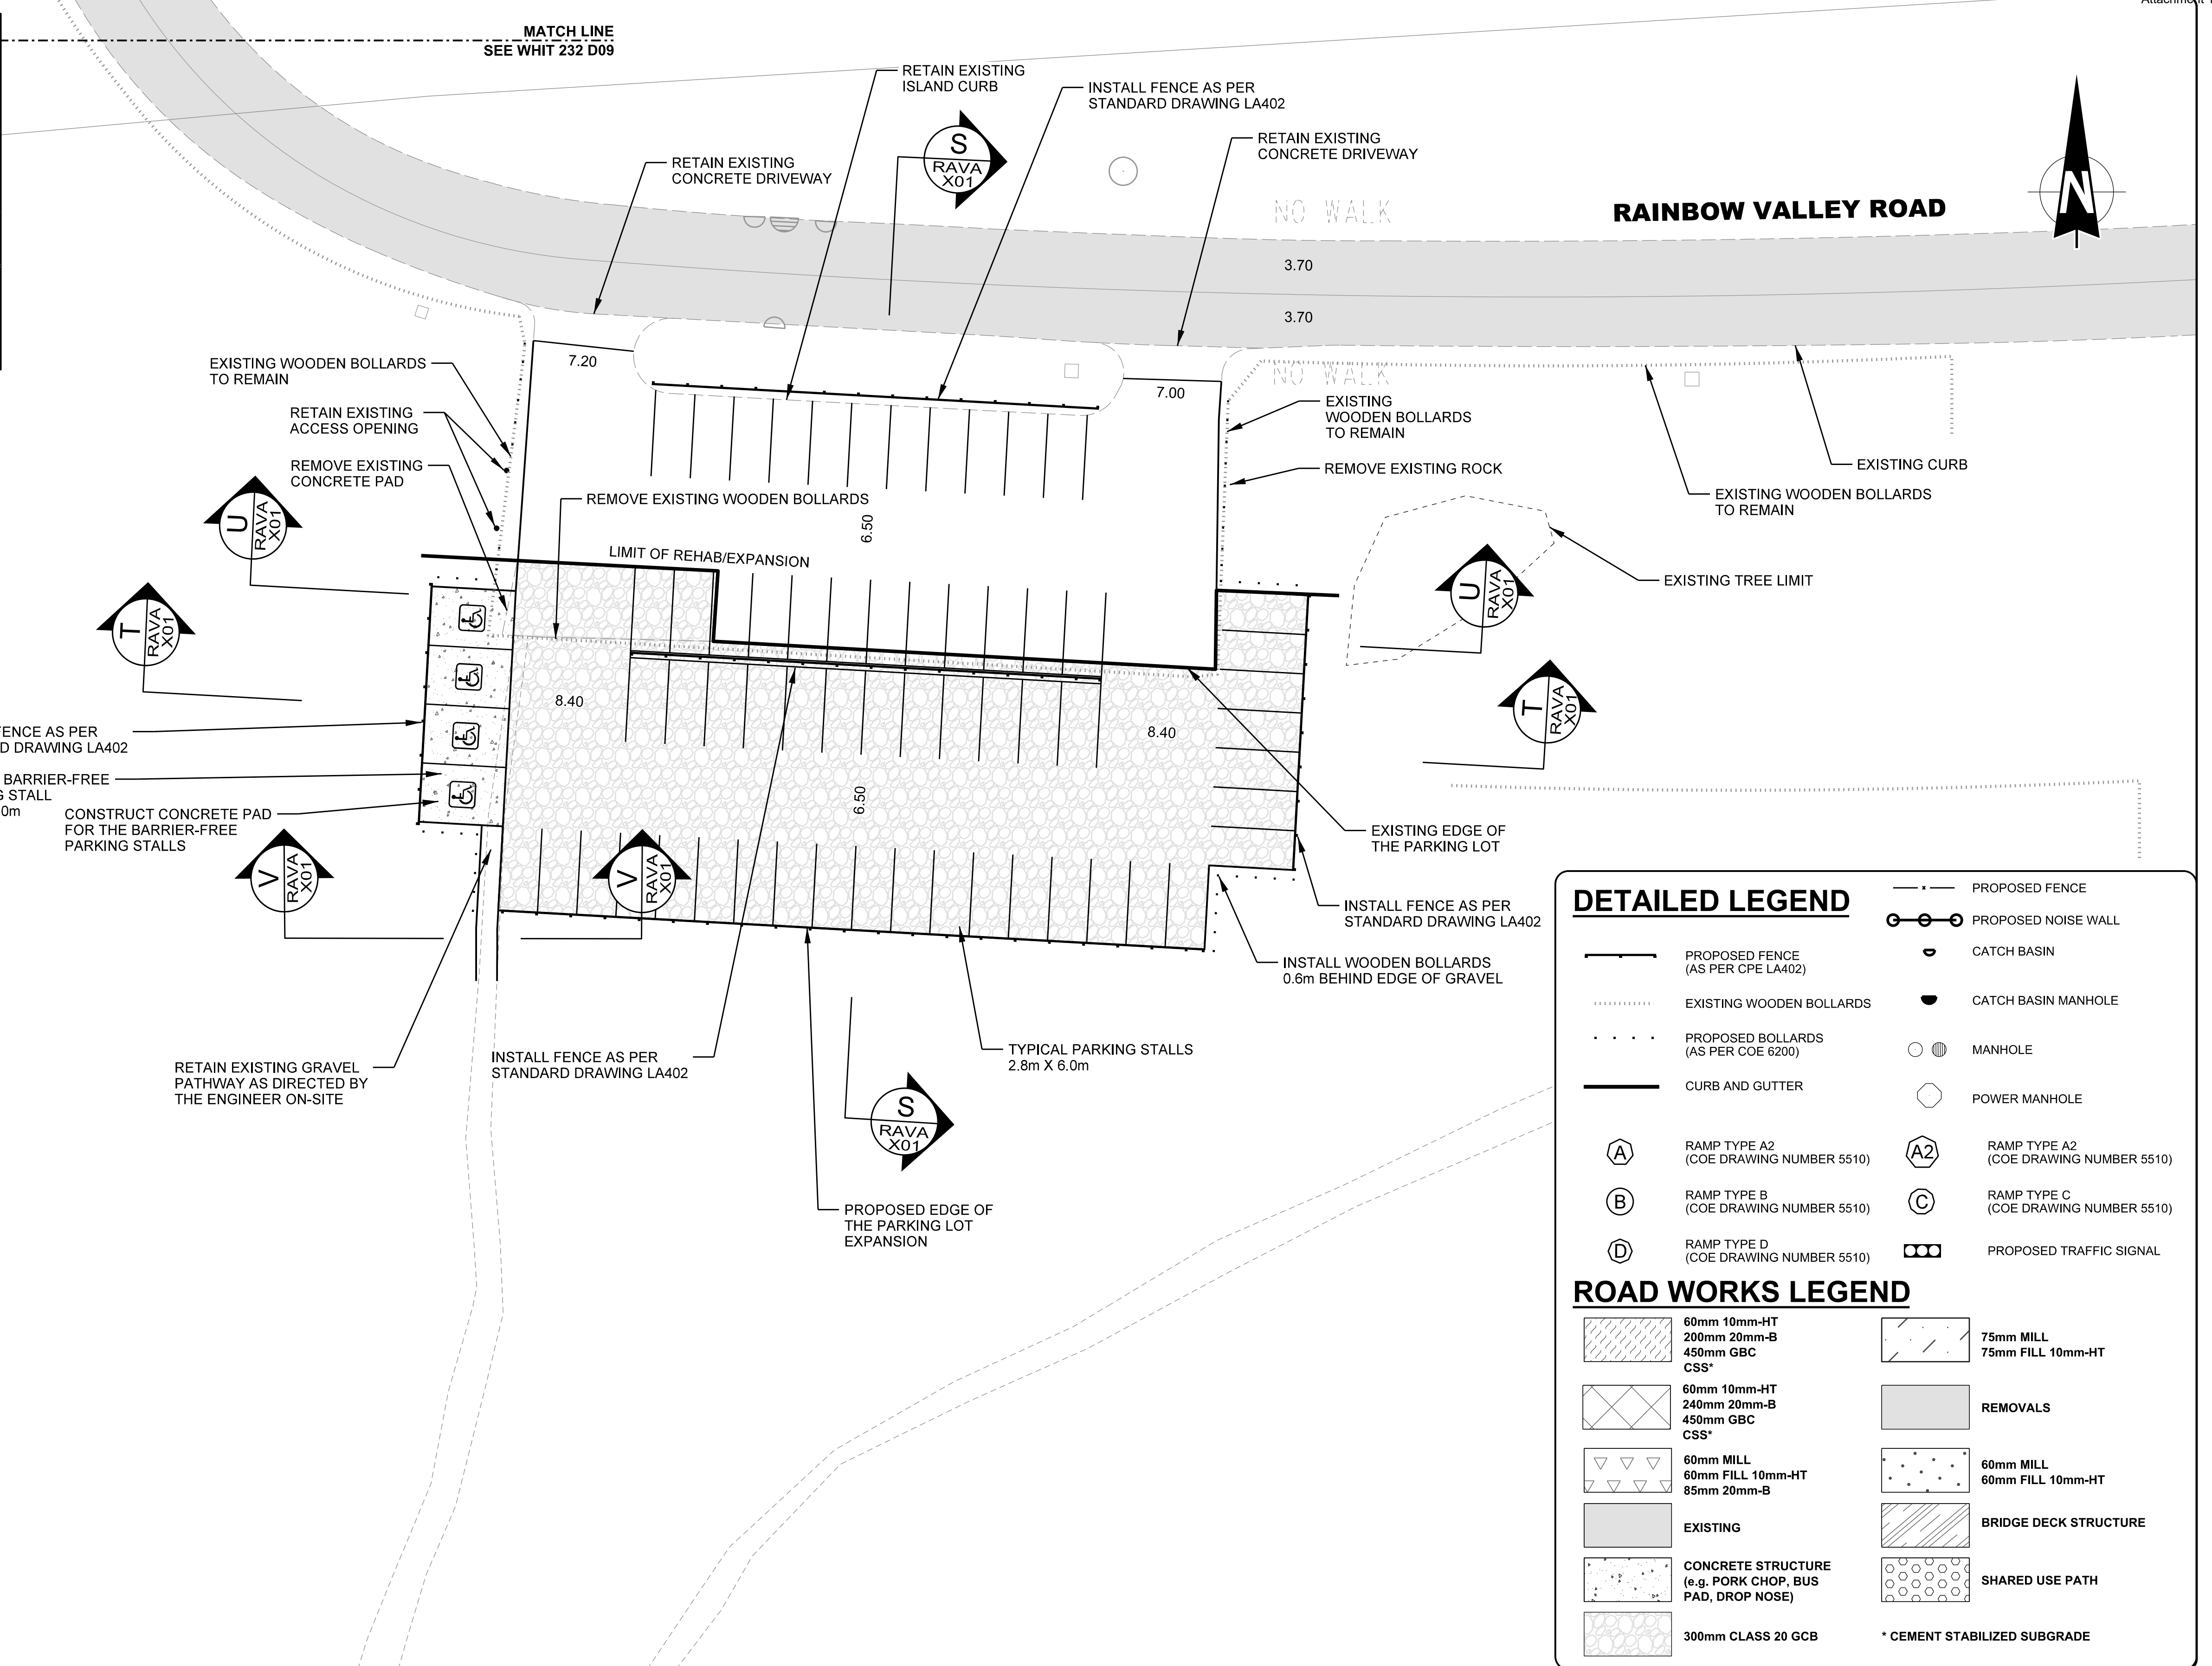 MATCH LINE
SEE WHIT 232 D09
RETAIN EXISTING
ISLAND CURB
INSTALL FENCE AS PER
STANDARD DRAWING LA402
S
RAVA
X01
RETAIN EXISTING
CONCRETE DRIVEWAY
RETAIN EXISTING
CONCRETE DRIVEWAY
NO WALK
RAINBOW VALLEY ROAD
N
3.70
3.70
7.20
7.00
NO WALK
EXISTING WOODEN BOLLARDS
TO REMAIN
RETAIN EXISTING
ACCESS OPENING
REMOVE EXISTING
CONCRETE PAD
EXISTING
WOODEN BOLLARDS
TO REMAIN
REMOVE EXISTING ROCK
EXISTING CURB
EXISTING WOODEN BOLLARDS
TO REMAIN
REMOVE EXISTING WOODEN BOLLARDS
6.50
LIMIT OF REHAB/EXPANSION
EXISTING TREE LIMIT
U
RAVA
X01
U
RAVA
X01
T
RAVA
X01
T
RAVA
X01
8.40
8.40
6.50
FENCE AS PER
D DRAWING LA402
BARRIER-FREE
G STALL
0m
CONSTRUCT CONCRETE PAD
FOR THE BARRIER-FREE
PARKING STALLS
V
RAVA
X01
V
RAVA
X01
EXISTING EDGE OF
THE PARKING LOT
INSTALL FENCE AS PER
STANDARD DRAWING LA402
INSTALL WOODEN BOLLARDS
0.6m BEHIND EDGE OF GRAVEL
RETAIN EXISTING GRAVEL
PATHWAY AS DIRECTED BY
THE ENGINEER ON-SITE
INSTALL FENCE AS PER
STANDARD DRAWING LA402
TYPICAL PARKING STALLS
2.8m X 6.0m
S
RAVA
X01
PROPOSED EDGE OF
THE PARKING LOT
EXPANSION
DETAILED LEGEND
PROPOSED FENCE
PROPOSED NOISE WALL
PROPOSED FENCE
(AS PER CPE LA402)
CATCH BASIN
EXISTING WOODEN BOLLARDS
CATCH BASIN MANHOLE
PROPOSED BOLLARDS
(AS PER COE 6200)
MANHOLE
CURB AND GUTTER
POWER MANHOLE
A
RAMP TYPE A2
(COE DRAWING NUMBER 5510)
A2
RAMP TYPE A2
(COE DRAWING NUMBER 5510)
B
RAMP TYPE B
(COE DRAWING NUMBER 5510)
C
RAMP TYPE C
(COE DRAWING NUMBER 5510)
D
RAMP TYPE D
(COE DRAWING NUMBER 5510)
PROPOSED TRAFFIC SIGNAL
ROAD WORKS LEGEND
60mm 10mm-HT
200mm 20mm-B
450mm GBC
CSS*
75mm MILL
75mm FILL 10mm-HT
60mm 10mm-HT
240mm 20mm-B
450mm GBC
CSS*
REMOVALS
60mm MILL
60mm FILL 10mm-HT
85mm 20mm-B
60mm MILL
60mm FILL 10mm-HT
EXISTING
BRIDGE DECK STRUCTURE
CONCRETE STRUCTURE
(e.g. PORK CHOP, BUS
PAD, DROP NOSE)
SHARED USE PATH
300mm CLASS 20 GCB
* CEMENT STABILIZED SUBGRADE